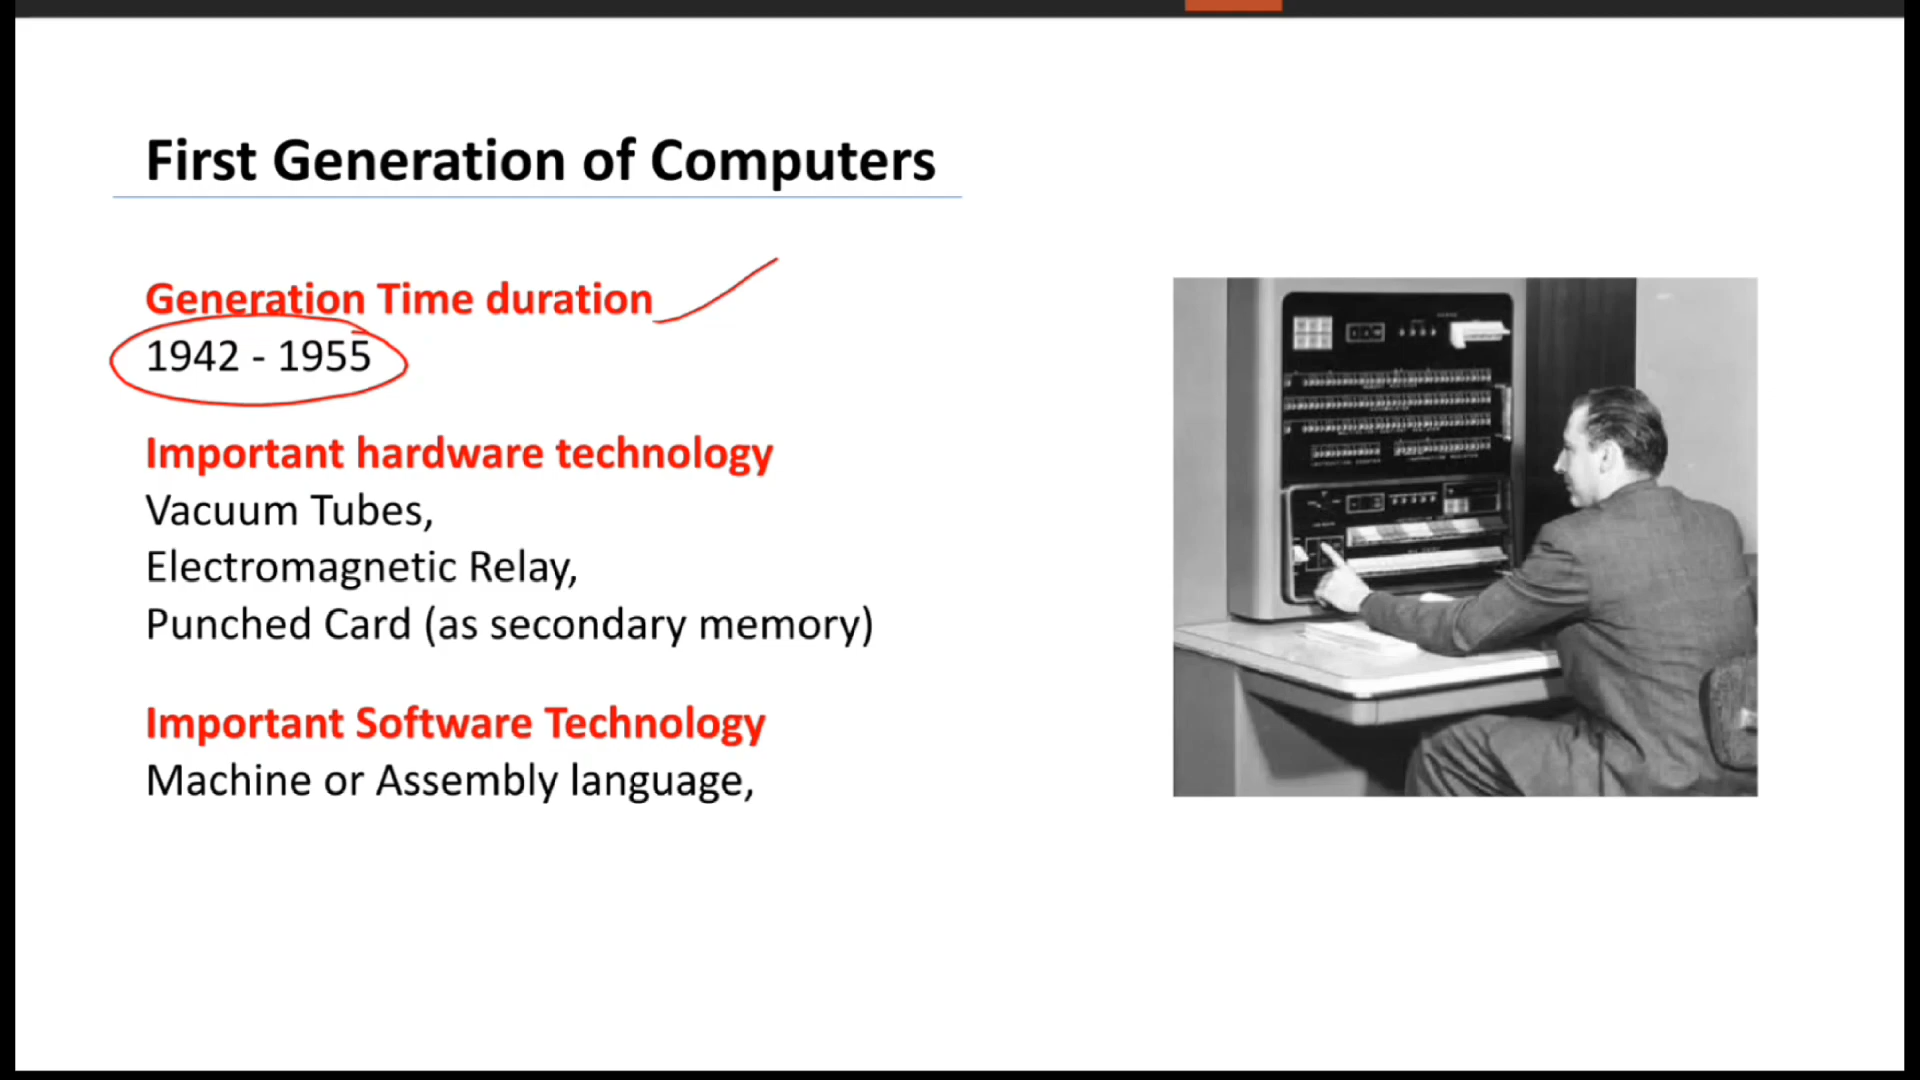 First Generation of Computers
Generation Time duration
1942 - 1955
Important hardware technology
Vacuum Tubes,
Electromagnetic Relay,
Punched Card (as secondary memory)
Important Software Technology
Machine or Assembly language,